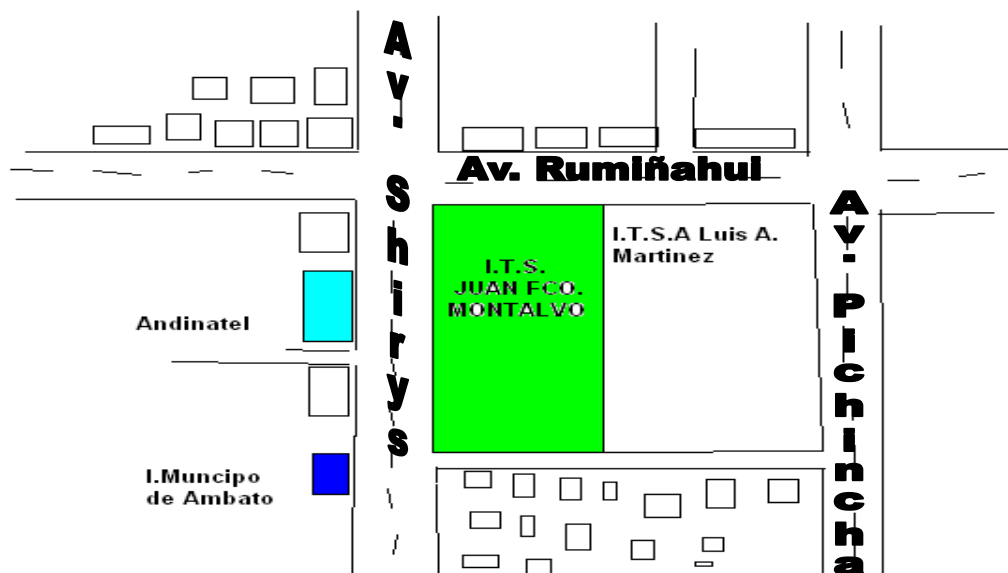 Av. Shirys
Av. Rumiñahui
Av. Pichincha
I.T.S.
JUAN FCO.
MONTALVO
I.T.S.A Luis A.
Martinez
Andinatel
I.Muncipo
de Ambato